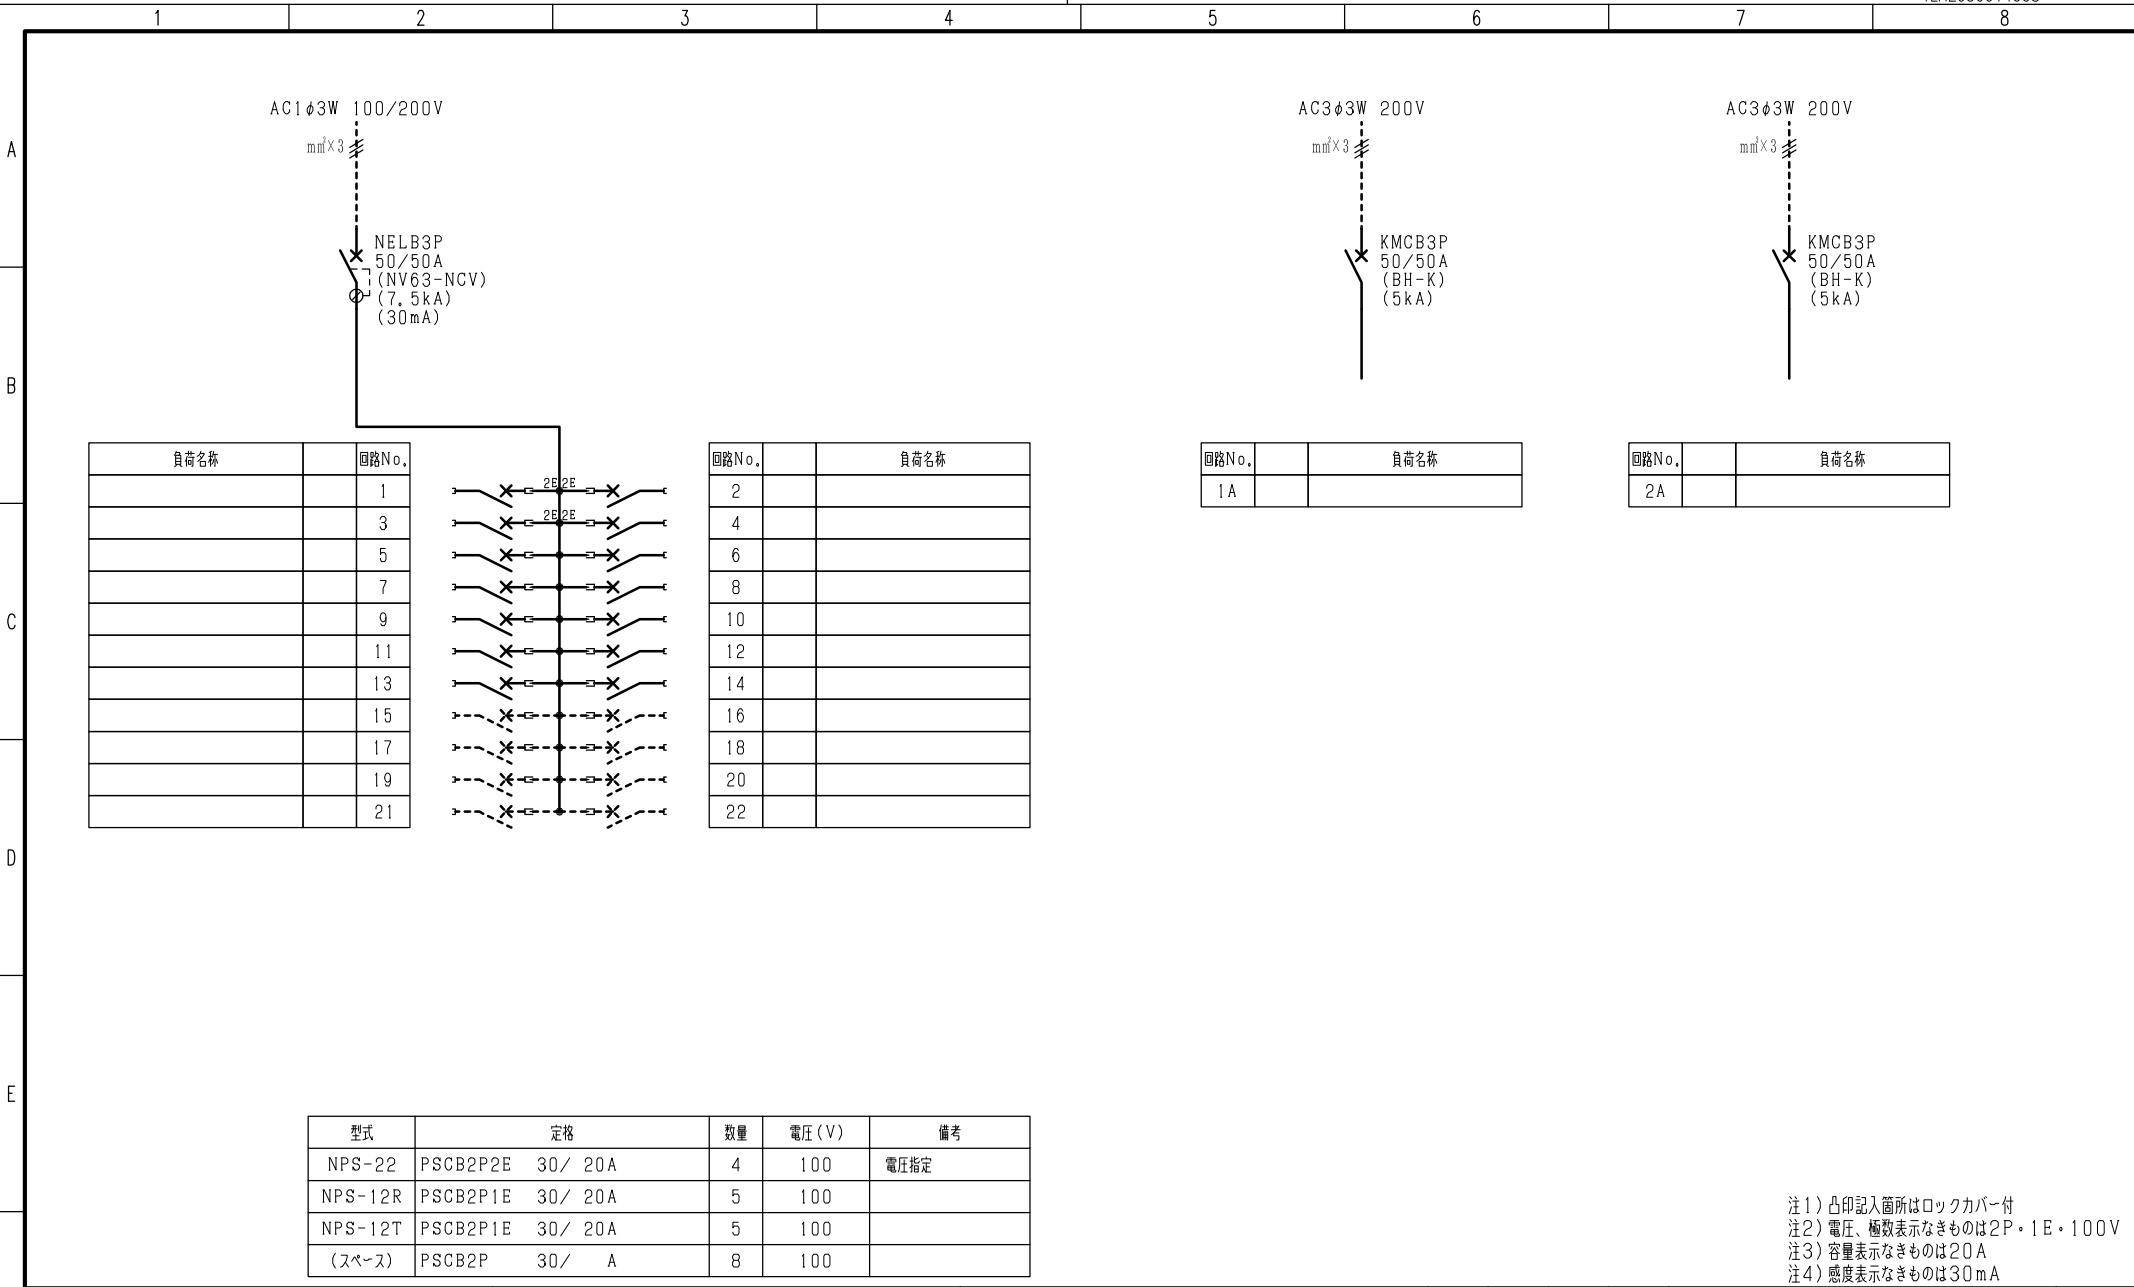 1 2 3 4 5 6 7 8
A
B
C
D
E
AC1φ3W 100/200V
mm²×3
NELB3P
50/50A
(NV63-NCV)
(7.5kA)
(30mA)
AC3φ3W 200V
mm²×3
KMCB3P
50/50A
(BH-K)
(5kA)
AC3φ3W 200V
mm²×3
KMCB3P
50/50A
(BH-K)
(5kA)
負荷名称 回路No. 回路No. 負荷名称
1 2E 2E 2
3 2E 2E 4
5 6
7 8
9 10
11 12
13 14
15 16
17 18
19 20
21 22
回路No. 負荷名称
1A
回路No. 負荷名称
2A
型式 定格 数量 電圧(V) 備考
NPS-22 PSCB2P2E 30/ 20A 4 100 電圧指定
NPS-12R PSCB2P1E 30/ 20A 5 100
NPS-12T PSCB2P1E 30/ 20A 5 100
(スペース) PSCB2P 30/ A 8 100
注1)凸印記入箇所はロックカバー付
注2)電圧、極数表示なきものは2P・1E・100V
注3)容量表示なきものは20A
注4)感度表示なきものは30mA